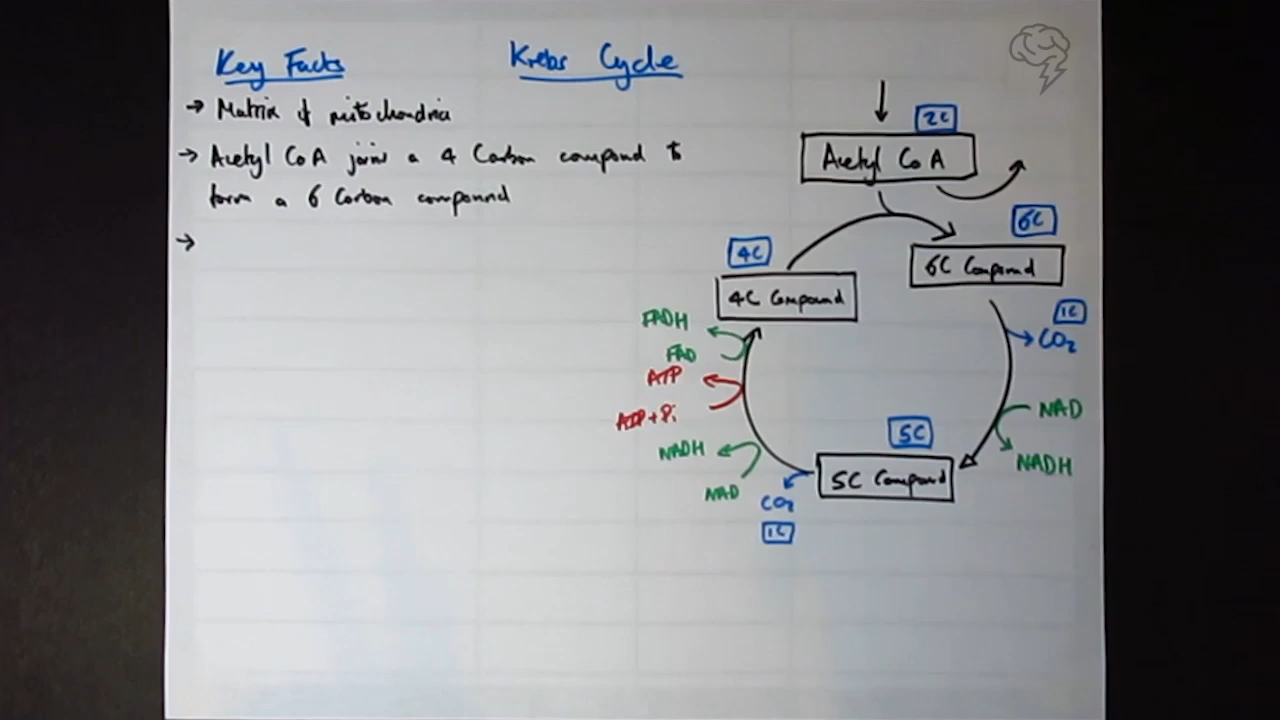 Key Facts
Krebs Cycle
→ Matrix of mitochondria
→ Acetyl CoA joins a 4 Carbon compound to
form a 6 Carbon compound
→
2C
Acetyl CoA
6C
6C Compound
4C
4C Compound
1C
CO2
NAD
NADH
5C
5C Compound
CO2
1C
FADH
FAD
ATP
ADP + Pi
NADH
NAD